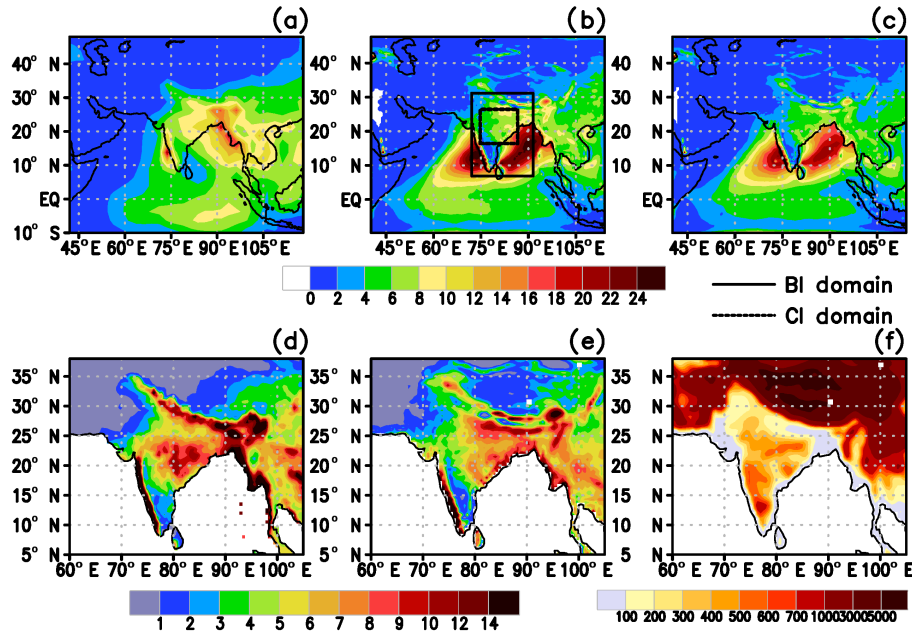 (a) (b) (c)
40° N 40° N 40° N
30° N 30° N 30° N
20° N 20° N 20° N
10° N 10° N 10° N
EQ EQ EQ
10° S 10° S 10° S
45° E 60° E 75° E 90° E 105° E 45° E 60° E 75° E 90° E 105° E 45° E 60° E 75° E 90° E 105° E
0 2 4 6 8 10 12 14 16 18 20 22 24
BI domain
CI domain
(d) (e) (f)
35° N 35° N 35° N
30° N 30° N 30° N
25° N 25° N 25° N
20° N 20° N 20° N
15° N 15° N 15° N
10° N 10° N 10° N
5° N 5° N 5° N
60° E 70° E 80° E 90° E 100° E 60° E 70° E 80° E 90° E 100° E 60° E 70° E 80° E 90° E 100° E
1 2 3 4 5 6 7 8 9 10 12 14
100 200 300 400 500 600 700 1000 3000 5000